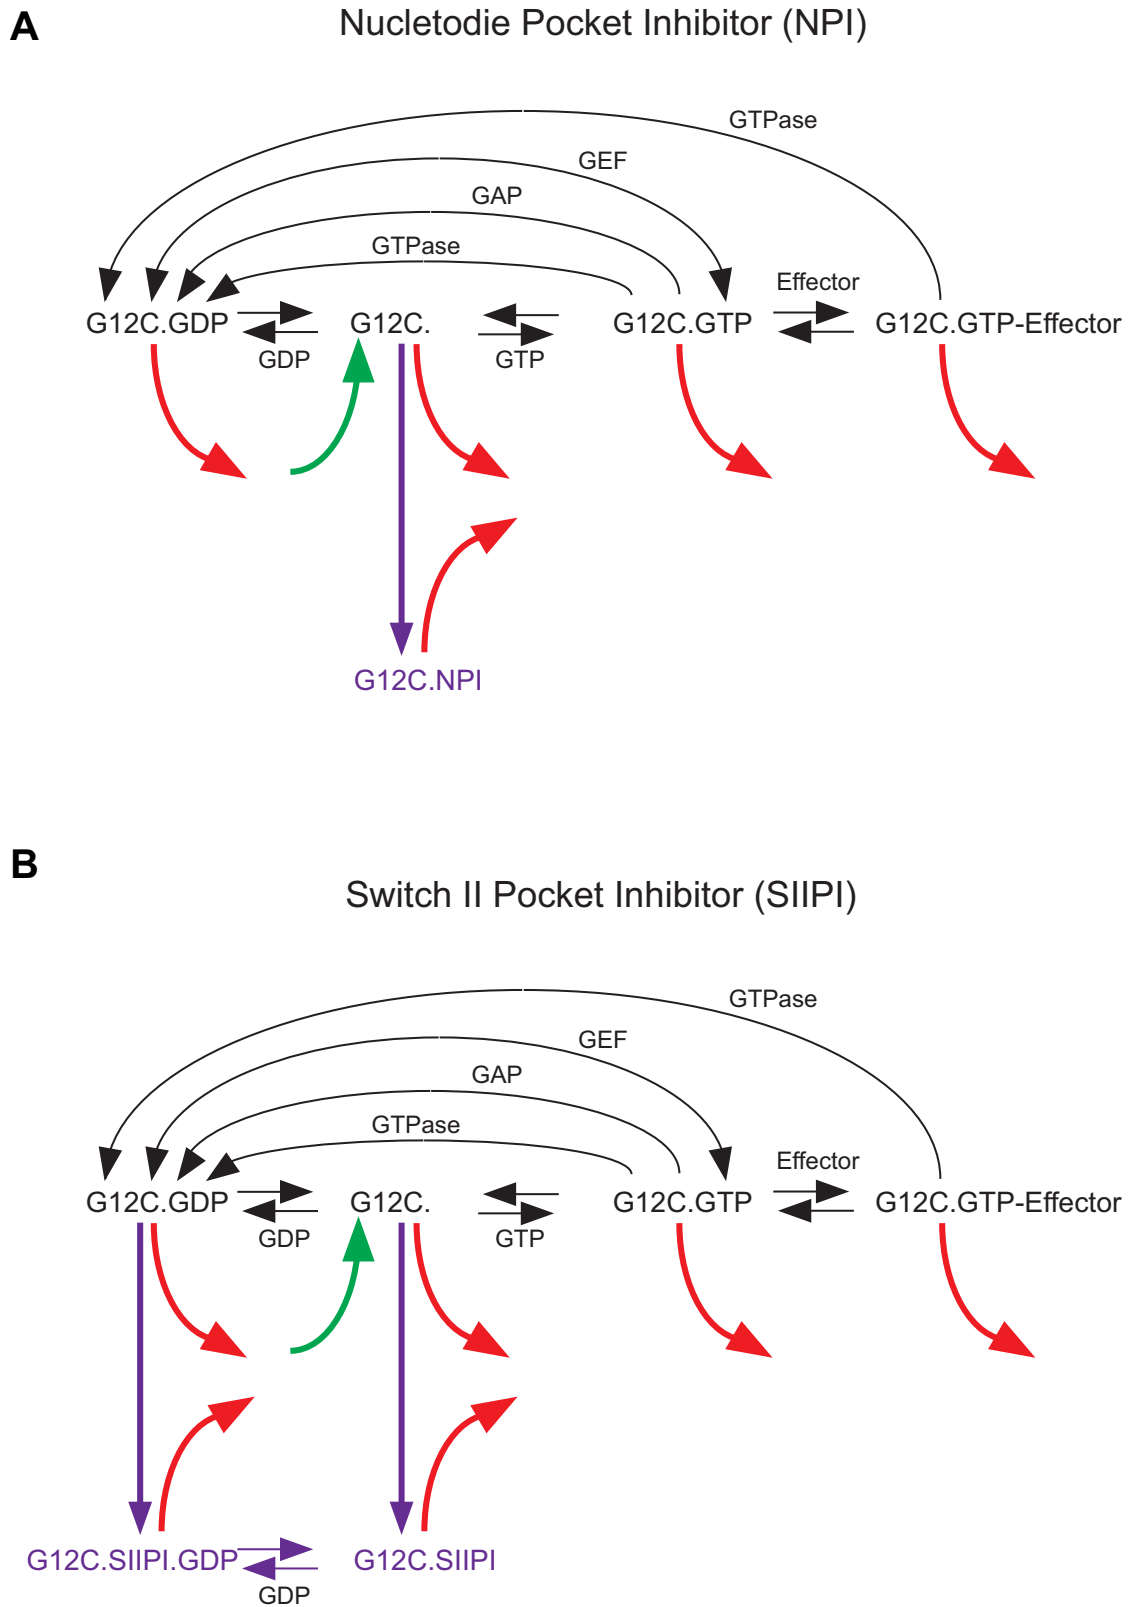 A
Nucletodie Pocket Inhibitor (NPI)
GTPase
GEF
GAP
GTPase
Effector
G12C.GDP G12C. G12C.GTP G12C.GTP-Effector
GDP GTP
G12C.NPI
B
Switch II Pocket Inhibitor (SIIPI)
GTPase
GEF
GAP
GTPase
Effector
G12C.GDP G12C. G12C.GTP G12C.GTP-Effector
GDP GTP
G12C.SIIPI.GDP G12C.SIIPI
GDP